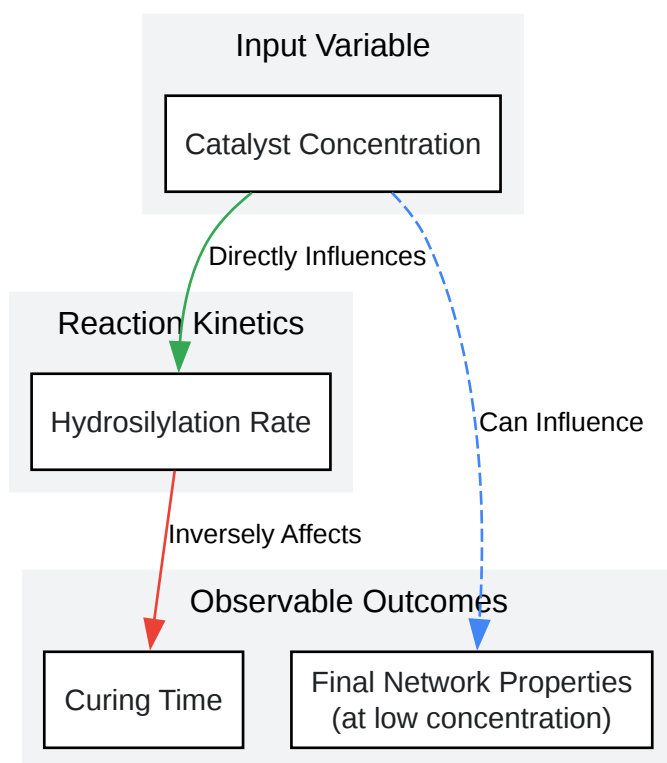 Input Variable
Catalyst Concentration
Directly Influences
Reaction Kinetics
Hydrosilylation Rate
Can Influence
Inversely Affects
Observable Outcomes
Curing Time
Final Network Properties
(at low concentration)